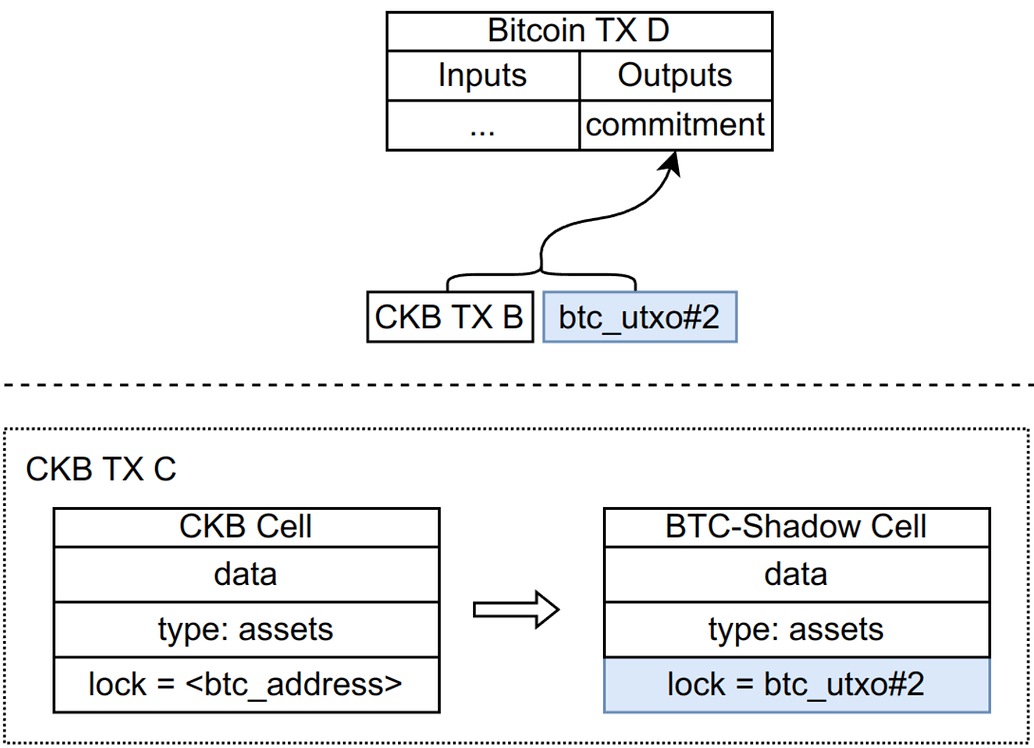 Bitcoin TX D
Inputs Outputs
... commitment
CKB TX B btc_utxo#2
CKB TX C
CKB Cell BTC-Shadow Cell
data data
type: assets type: assets
lock = <btc_address> lock = btc_utxo#2